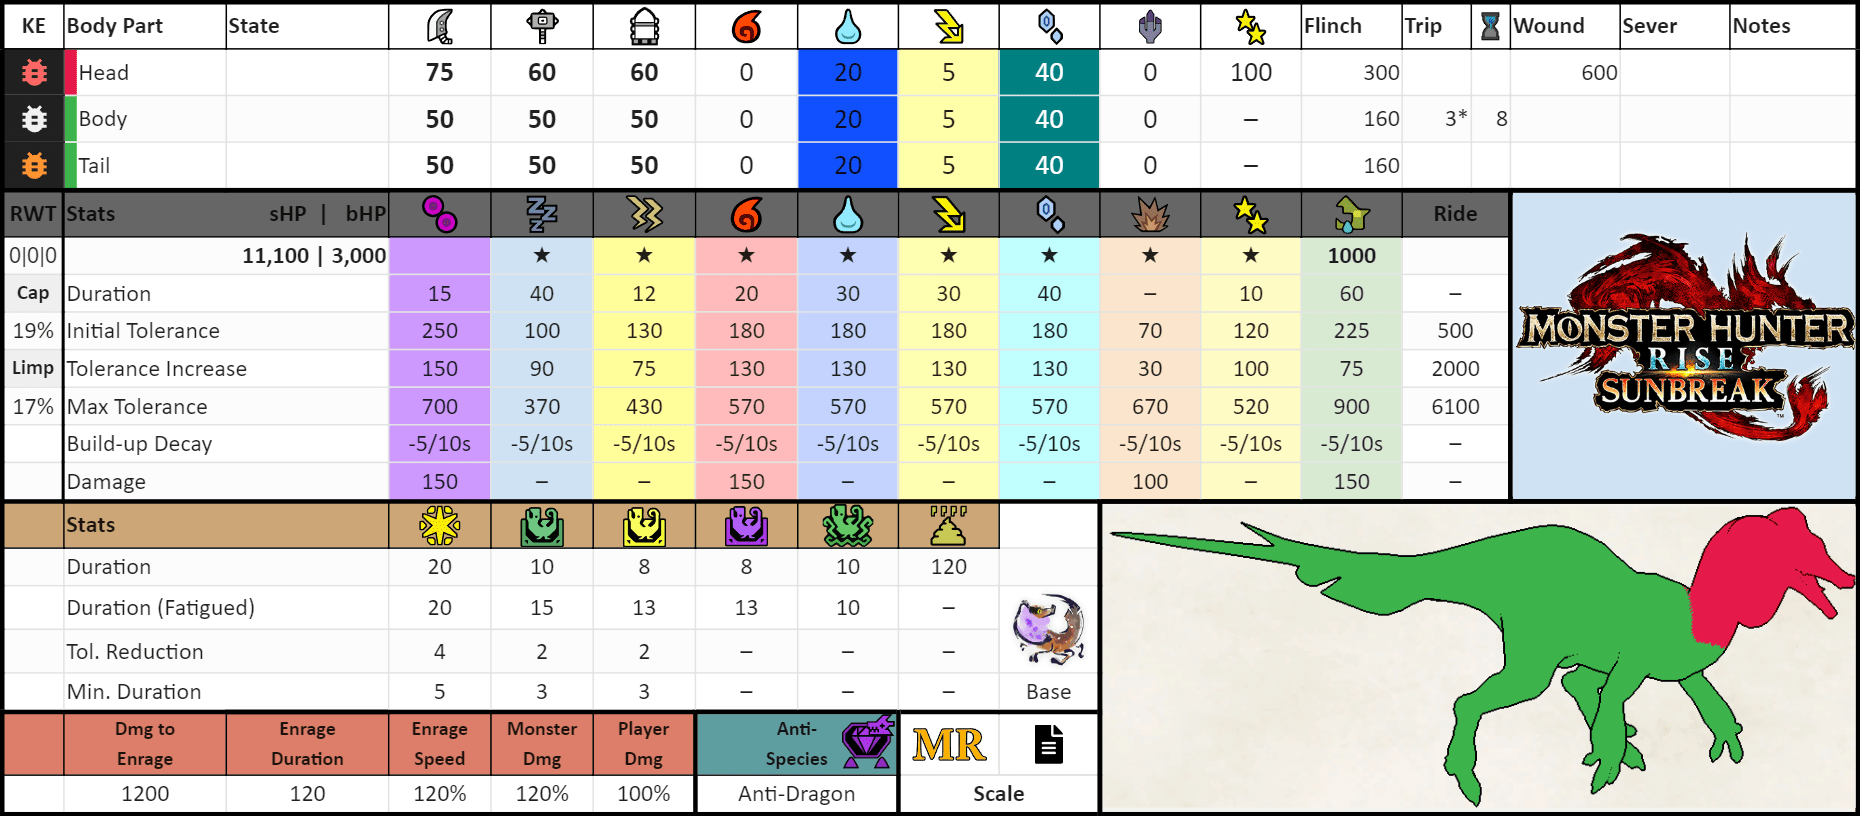 KE Body Part State Flinch Trip Wound Sever Notes
Head 75 60 60 0 20 5 40 0 100 300 600
Body 50 50 50 0 20 5 40 0 – 160 3* 8
Tail 50 50 50 0 20 5 40 0 – 160
RWT Stats sHP | bHP Ride
0|0|0 11,100 | 3,000 ★ ★ ★ ★ ★ ★ ★ ★ 1000
Cap Duration 15 40 12 20 30 30 40 – 10 60 –
19% Initial Tolerance 250 100 130 180 180 180 180 70 120 225 500
Limp Tolerance Increase 150 90 75 130 130 130 130 30 100 75 2000
17% Max Tolerance 700 370 430 570 570 570 570 670 520 900 6100
Build-up Decay -5/10s -5/10s -5/10s -5/10s -5/10s -5/10s -5/10s -5/10s -5/10s -5/10s –
Damage 150 – – 150 – – – 100 – 150 –
MONSTER HUNTER
RISE
SUNBREAK
™
Stats
Duration 20 10 8 8 10 120
Duration (Fatigued) 20 15 13 13 10 –
Tol. Reduction 4 2 2 – – –
Min. Duration 5 3 3 – – – Base
Dmg to Enrage Enrage Monster Player Anti-
Enrage Duration Speed Dmg Dmg Species MR
1200 120 120% 120% 100% Anti-Dragon Scale